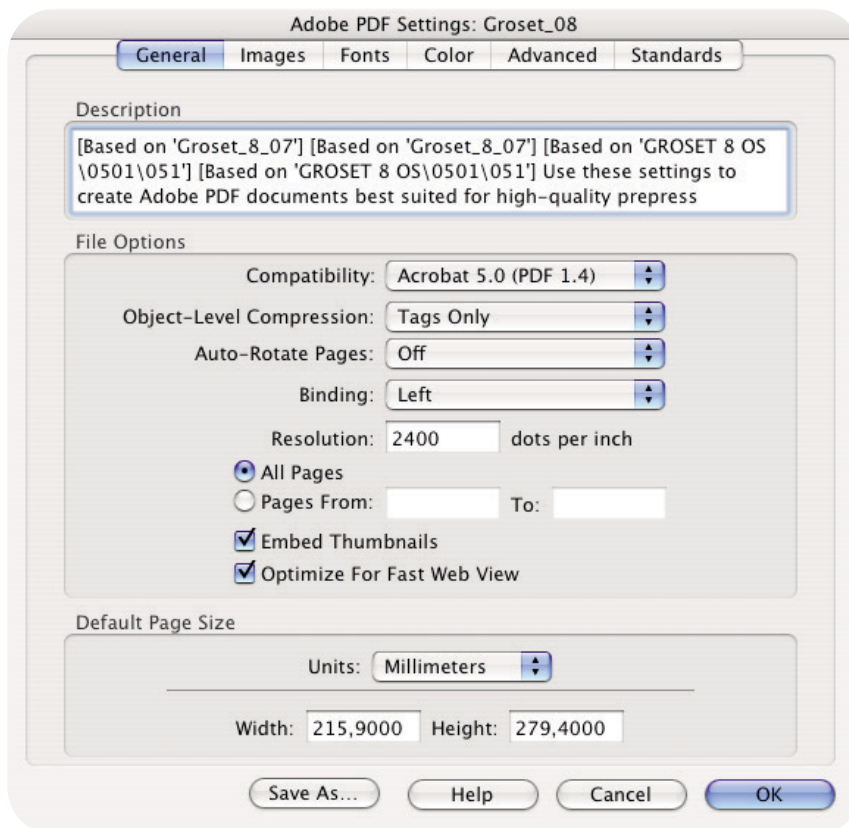 Adobe PDF Settings: Groset_08
General Images Fonts Color Advanced Standards
Description
[Based on 'Groset_8_07'] [Based on 'Groset_8_07'] [Based on 'GROSET 8 OS
\0501\051'] [Based on 'GROSET 8 OS\0501\051'] Use these settings to
create Adobe PDF documents best suited for high-quality prepress
File Options
Compatibility: Acrobat 5.0 (PDF 1.4)
Object-Level Compression: Tags Only
Auto-Rotate Pages: Off
Binding: Left
Resolution: 2400 dots per inch
All Pages
Pages From: To:
Embed Thumbnails
Optimize For Fast Web View
Default Page Size
Units: Millimeters
Width: 215,9000 Height: 279,4000
Save As... Help Cancel OK